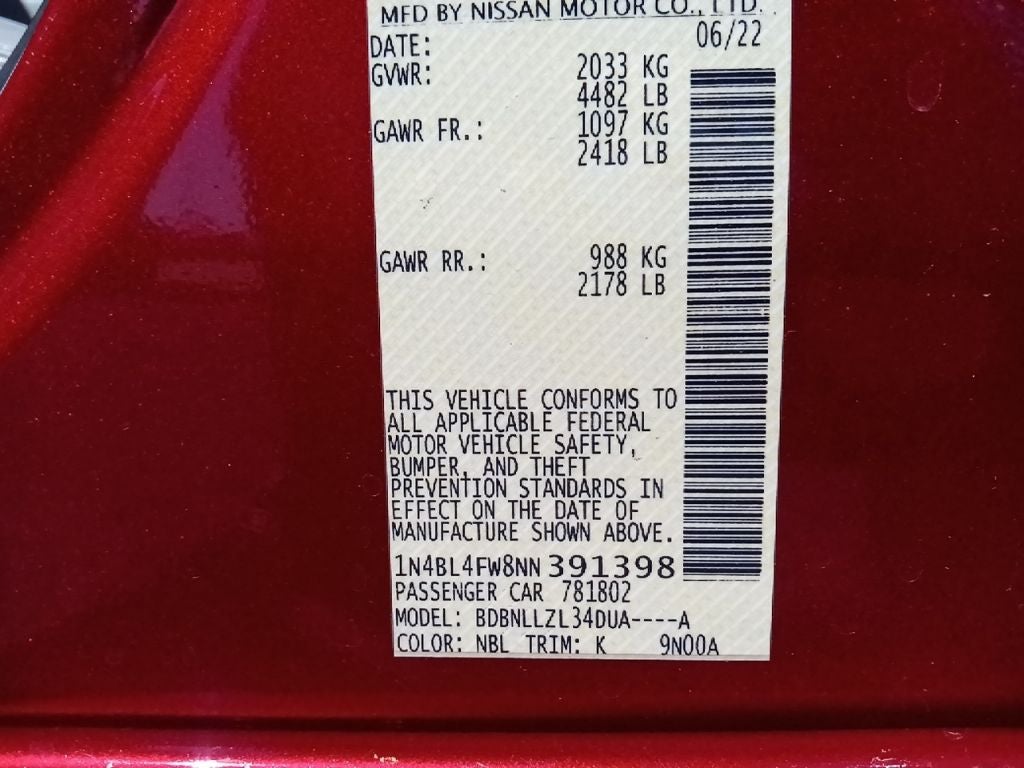 MFD BY NISSAN MOTOR CO., LTD.
DATE: 06/22
GVWR: 2033 KG
4482 LB
GAWR FR.: 1097 KG
2418 LB
GAWR RR.: 988 KG
2178 LB
THIS VEHICLE CONFORMS TO
ALL APPLICABLE FEDERAL
MOTOR VEHICLE SAFETY,
BUMPER, AND THEFT
PREVENTION STANDARDS IN
EFFECT ON THE DATE OF
MANUFACTURE SHOWN ABOVE.
1N4BL4FW8NN391398
PASSENGER CAR 781802
MODEL: BDBNLLZL34DUA----A
COLOR: NBL TRIM: K 9N00A